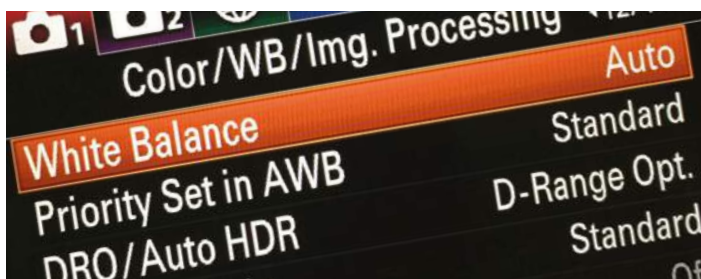 1 2
Color/WB/Img. Processing
White Balance Auto
Priority Set in AWB Standard
DRO/Auto HDR D-Range Opt.
Standard